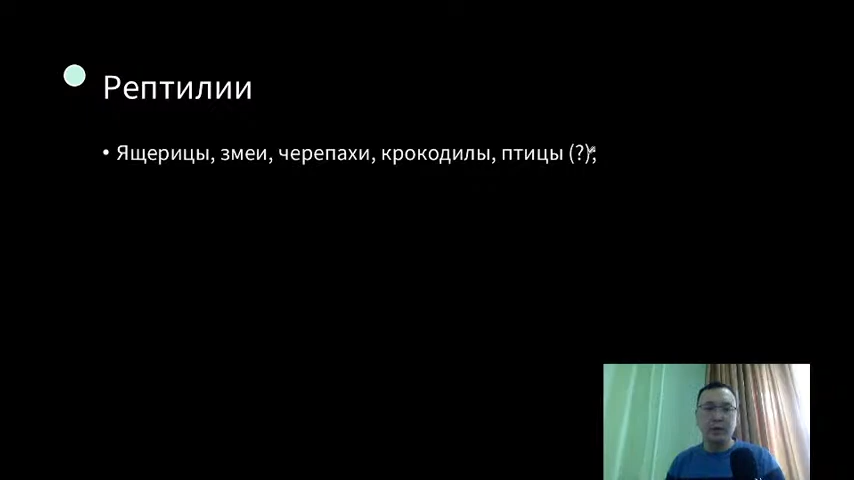 Рептилии
• Ящерицы, змеи, черепахи, крокодилы, птицы (?);